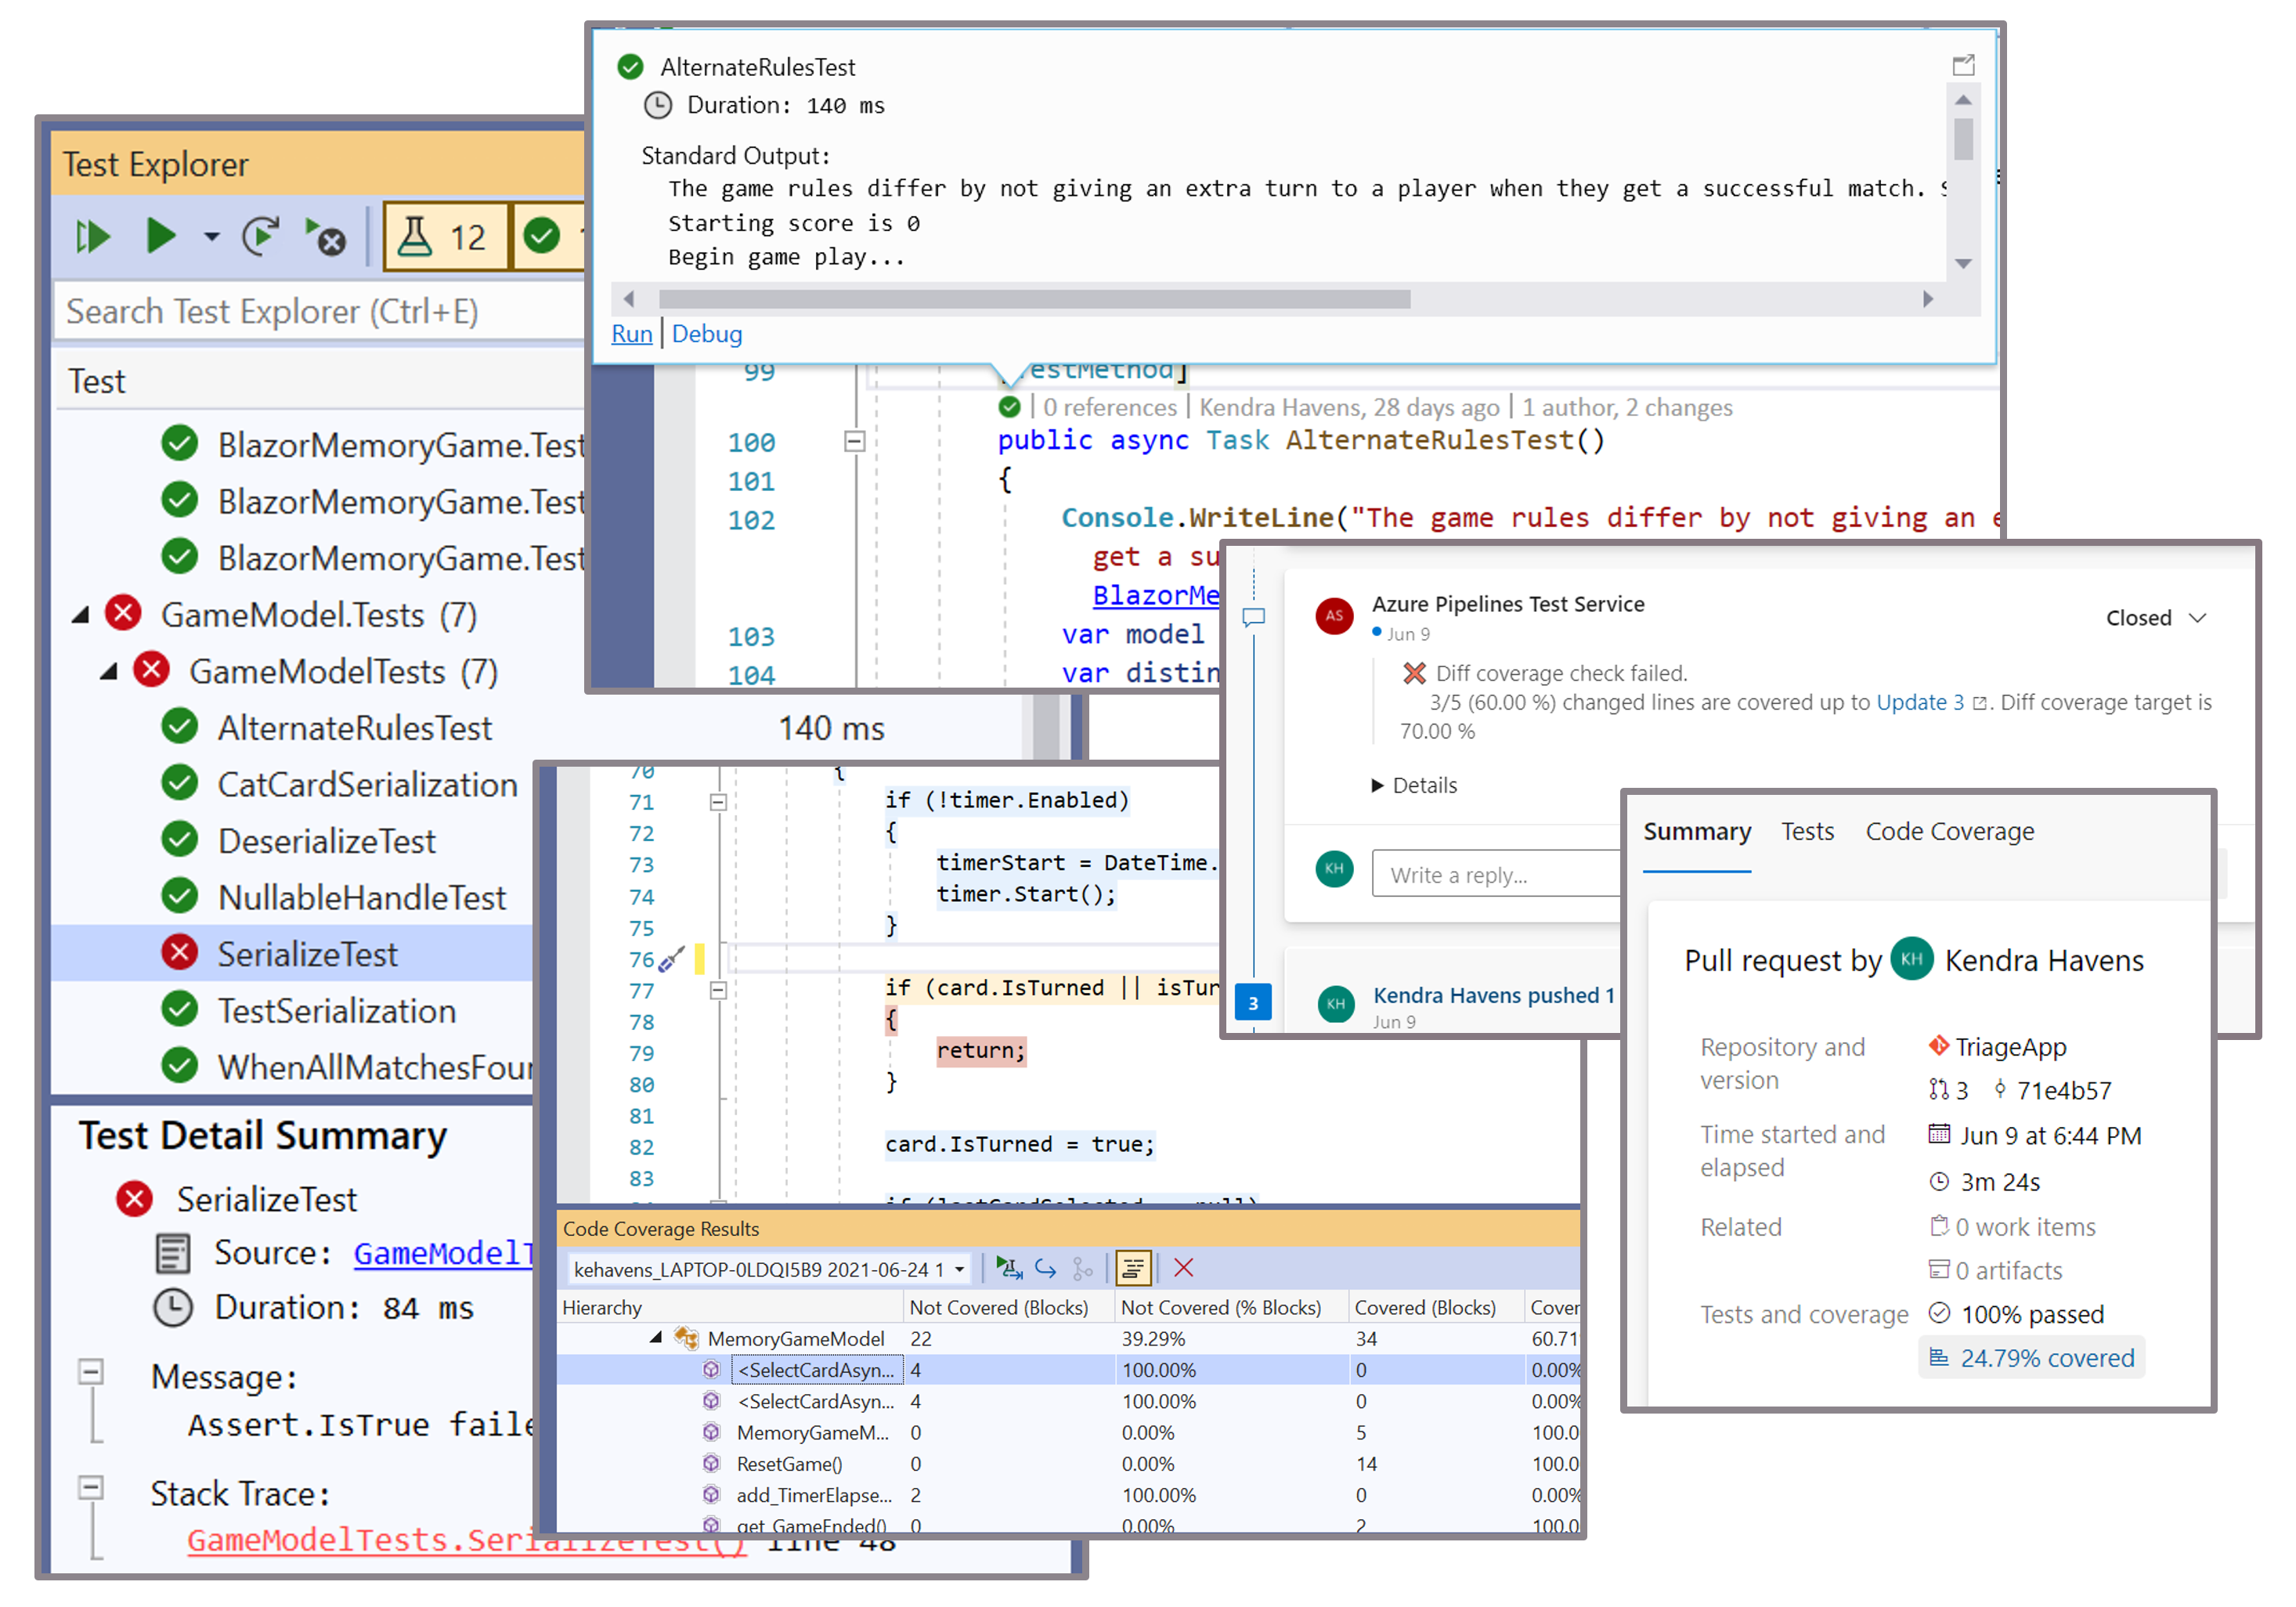 Test Explorer
12
Search Test Explorer (Ctrl+E)
Test
BlazorMemoryGame.Test
BlazorMemoryGame.Test
BlazorMemoryGame.Test
GameModel.Tests (7)
GameModelTests (7)
AlternateRulesTest 140 ms
CatCardSerialization
DeserializeTest
NullableHandleTest
SerializeTest
TestSerialization
WhenAllMatchesFour
Test Detail Summary
SerializeTest
Source: GameModelT
Duration: 84 ms
Message:
Assert.IsTrue faile
Stack Trace:
GameModelTests.SerializeTest() line 48
AlternateRulesTest
Duration: 140 ms
Standard Output:
The game rules differ by not giving an extra turn to a player when they get a successful match. S
Starting score is 0
Begin game play...
Run | Debug
99 TestMethod]
0 references | Kendra Havens, 28 days ago | 1 author, 2 changes
100 public async Task AlternateRulesTest()
101 {
102 Console.WriteLine("The game rules differ by not giving an e
get a su
BlazorMe
103 var model
104 var distin
70 {
71 if (!timer.Enabled)
72 {
73 timerStart = DateTime.
74 timer.Start();
75 }
76
77 if (card.IsTurned || isTur
78 {
79 return;
80 }
81
82 card.IsTurned = true;
83
if (lastCardSelected null)
Code Coverage Results
kehavens_LAPTOP-0LDQI5B9 2021-06-24 1
Hierarchy Not Covered (Blocks) Not Covered (% Blocks) Covered (Blocks) Cover
MemoryGameModel 22 39.29% 34 60.71
<SelectCardAsyn... 4 100.00% 0 0.00%
<SelectCardAsyn... 4 100.00% 0 0.00%
MemoryGameM... 0 0.00% 5 100.0
ResetGame() 0 0.00% 14 100.0
add_TimerElapse... 2 100.00% 0 0.00%
get_GameEnded() 0 0.00% 2 100.0
AS Azure Pipelines Test Service
Jun 9
Closed
Diff coverage check failed.
3/5 (60.00 %) changed lines are covered up to Update 3. Diff coverage target is
70.00 %
Details
KH Write a reply...
3 KH Kendra Havens pushed 1
Jun 9
Summary Tests Code Coverage
Pull request by KH Kendra Havens
Repository and version TriageApp
3 71e4b57
Time started and elapsed Jun 9 at 6:44 PM
3m 24s
Related 0 work items
0 artifacts
Tests and coverage 100% passed
24.79% covered